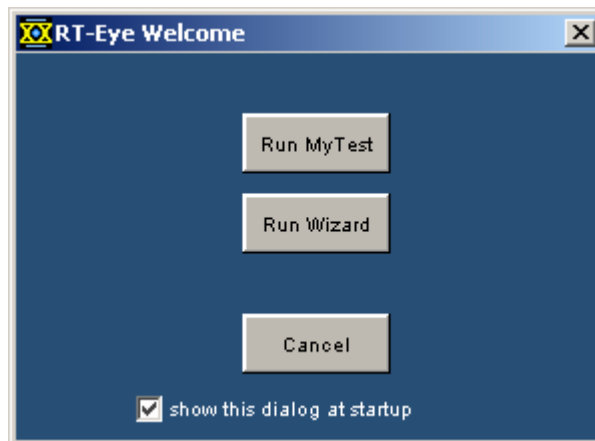 RT-Eye Welcome
Run MyTest
Run Wizard
Cancel
show this dialog at startup